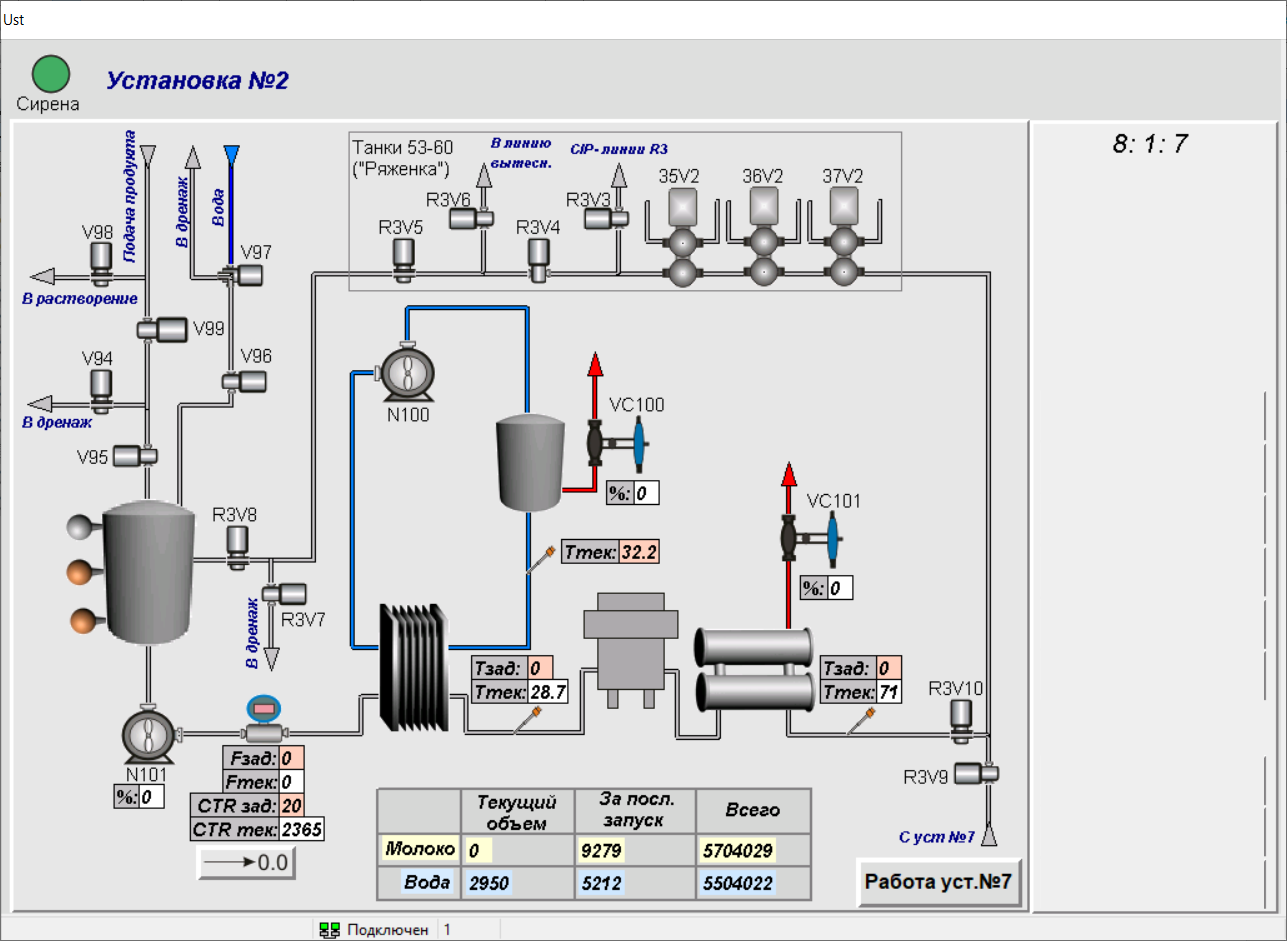 Ust
Сирена
Установка №2
8: 1: 7
Подача продукта
В дренаж
Вода
V98
V97
В растворение
V99
V94
V96
В дренаж
V95
Танки 53-60
("Ряженка")
В линию
вытесн.
CIP-линии R3
R3V6
R3V3
35V2
36V2
37V2
R3V5
R3V4
N100
VC100
%: 0
Tтек: 32.2
VC101
%: 0
R3V8
R3V7
В дренаж
Tзад: 0
Tтек: 28.7
Tзад: 0
Tтек: 71
R3V10
R3V9
С уст №7
N101
%: 0
Fзад: 0
Fтек: 0
CTR зад: 20
CTR тек: 2365
0.0
Текущий объем
За посл. запуск
Всего
Молоко 0 9279 5704029
Вода 2950 5212 5504022
Работа уст.№7
Подключен 1